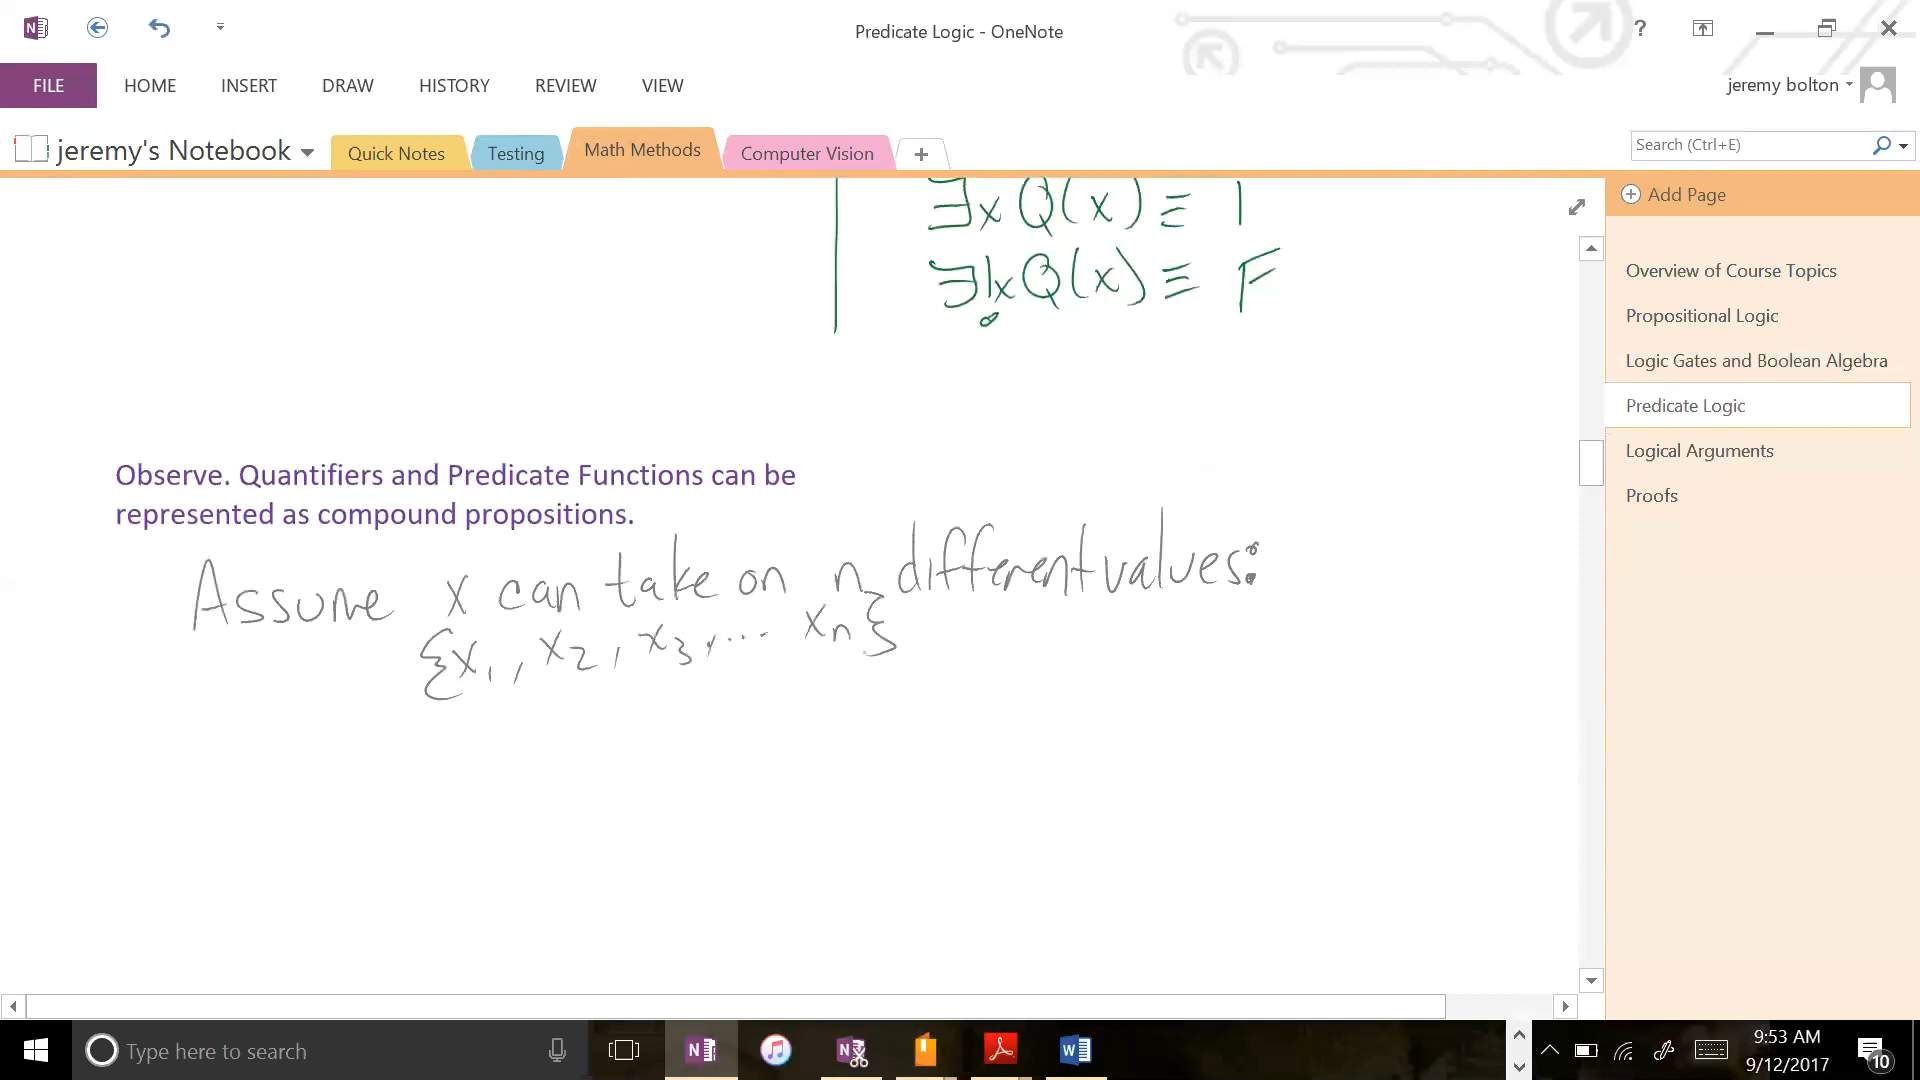 Predicate Logic - OneNote
?
FILE HOME INSERT DRAW HISTORY REVIEW VIEW
jeremy bolton
jeremy's Notebook
Quick Notes
Testing
Math Methods
Computer Vision
+
Search (Ctrl+E)
Add Page
Overview of Course Topics
Propositional Logic
Logic Gates and Boolean Algebra
Predicate Logic
Logical Arguments
Proofs
∃x Q(x) ≡
∃!x Q(x) ≡ F
Observe. Quantifiers and Predicate Functions can be
represented as compound propositions.
Assume x can take on n different values:
{x₁, x₂, x₃, ... xₙ}
Type here to search
9:53 AM
9/12/2017
10